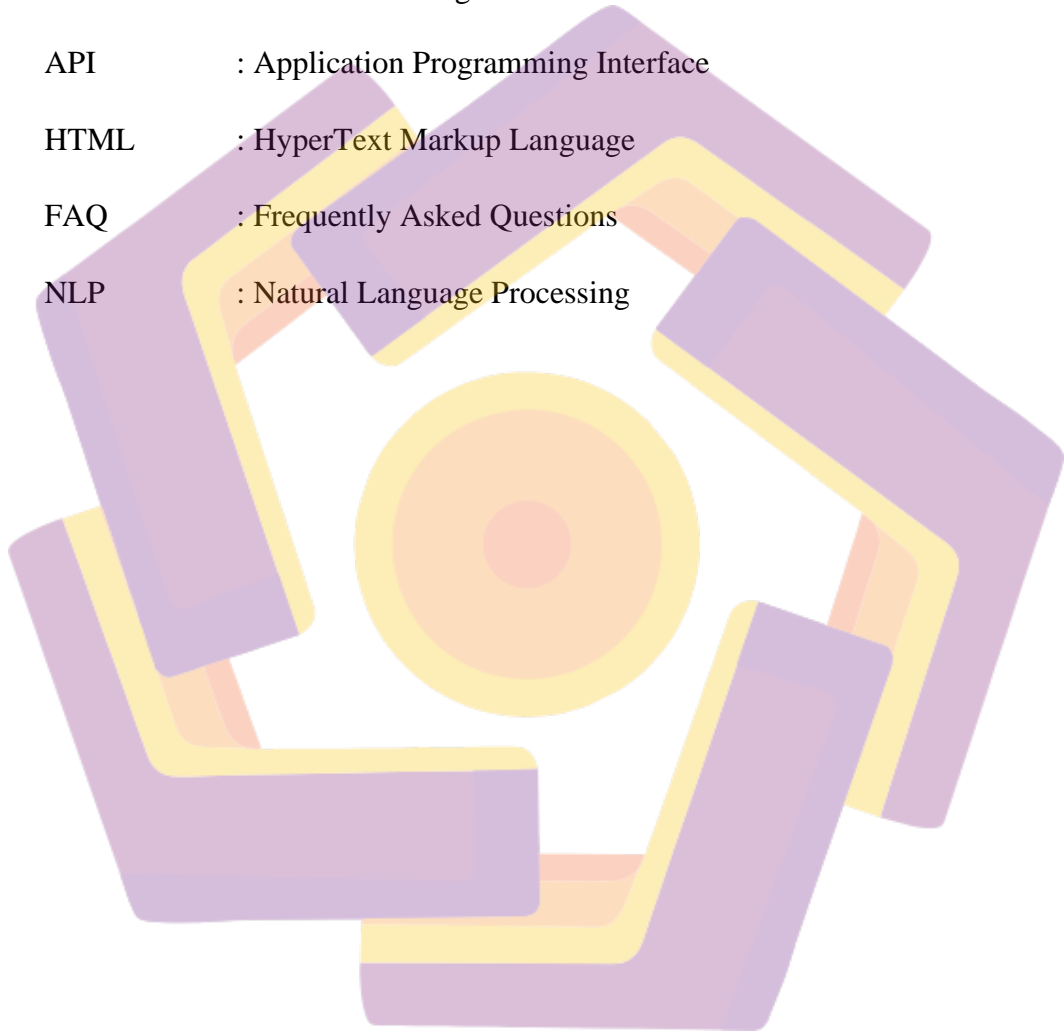 API : Application Programming Interface
HTML : HyperText Markup Language
FAQ : Frequently Asked Questions
NLP : Natural Language Processing